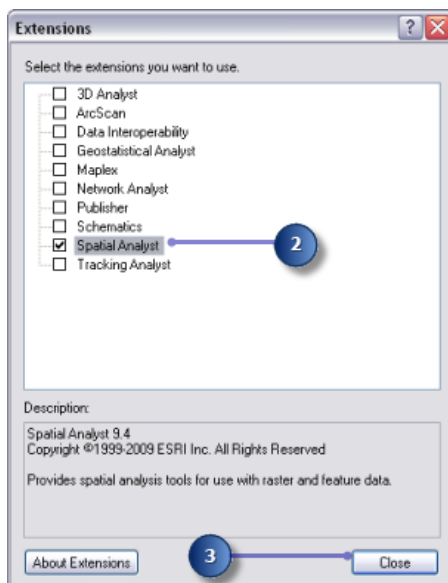 Extensions
Select the extensions you want to use.
3D Analyst
ArcScan
Data Interoperability
Geostatistical Analyst
Maplex
Network Analyst
Publisher
Schematics
Spatial Analyst
2
Tracking Analyst
Description:
Spatial Analyst 9.4
Copyright ©1999-2009 ESRI Inc. All Rights Reserved
Provides spatial analysis tools for use with raster and feature data.
About Extensions
3
Close